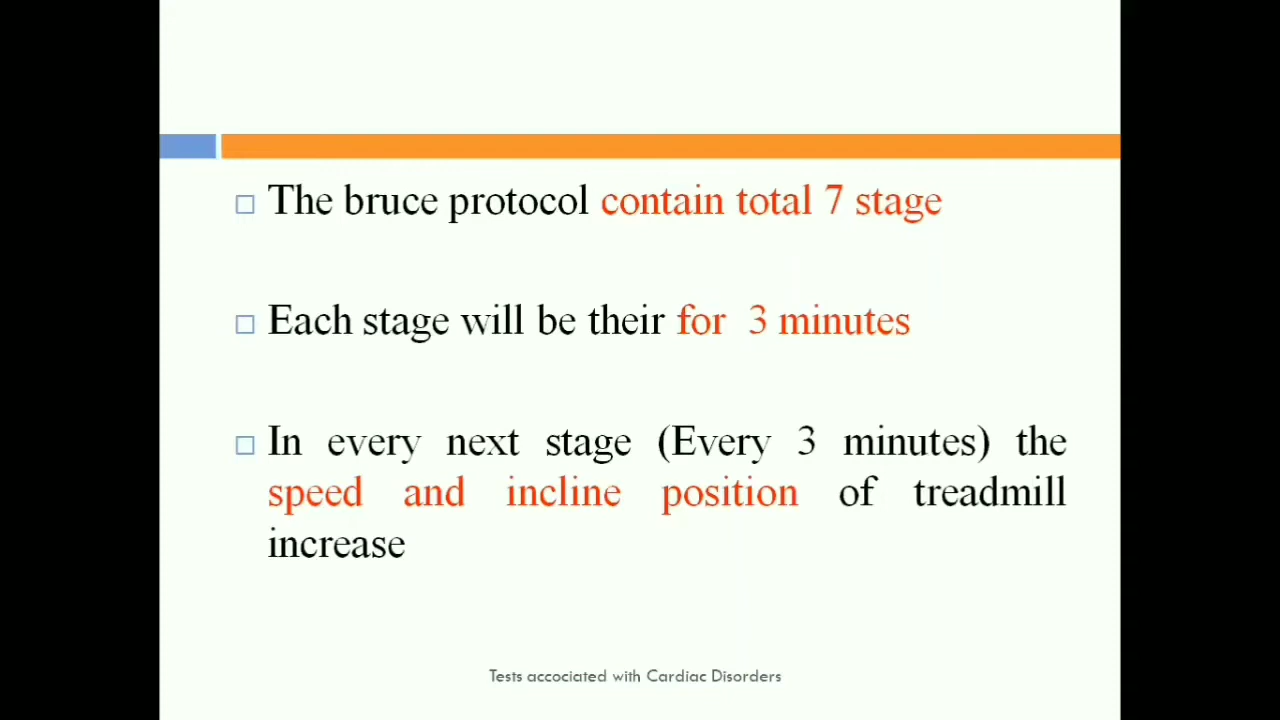 The bruce protocol contain total 7 stage
Each stage will be their for 3 minutes
In every next stage (Every 3 minutes) the
speed and incline position of treadmill
increase
Tests accociated with Cardiac Disorders